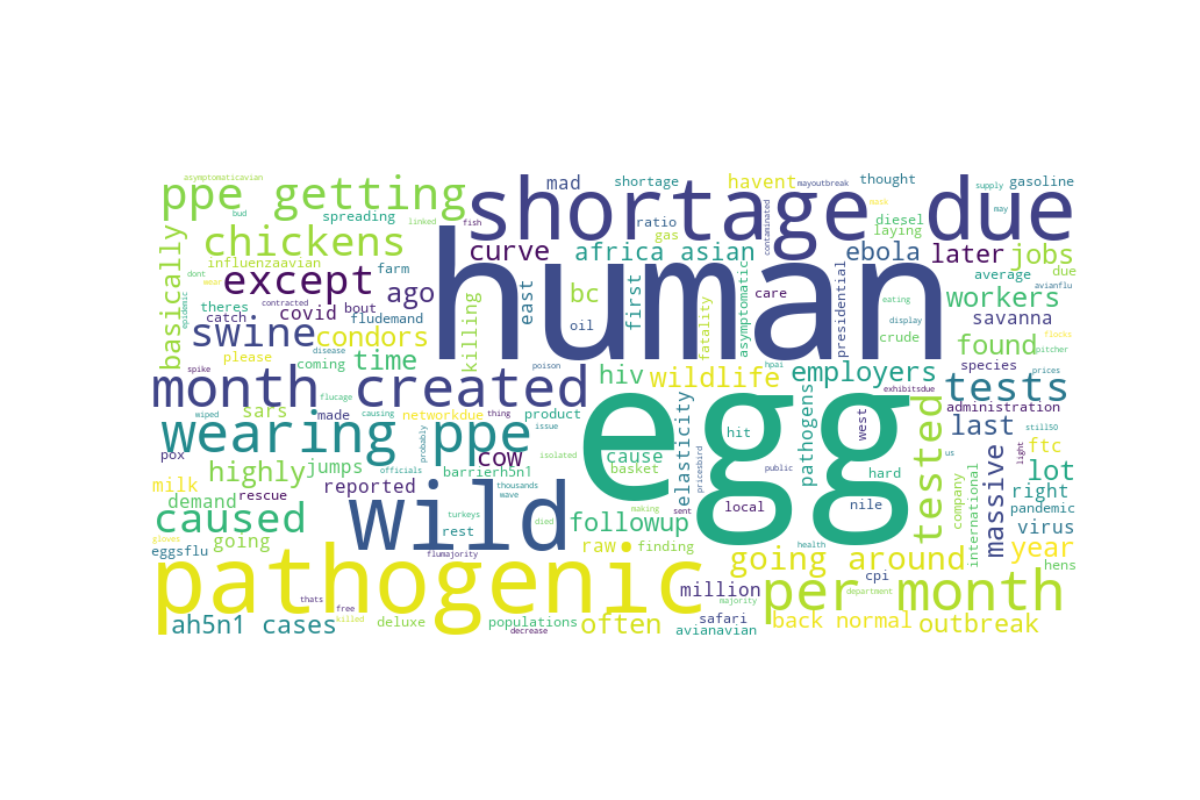 asymptomaticavian
ppe getting
bud
linked
spreading
fish
shortage due
mad
shortage
havent
mayoutbreak
thought
gasoline
supply
may
mask
diesel
laying
ratio
gas
contaminated
basically
chickens
curve
africa asian
ebola
later
jobs
influenzaavian
farm
dont
wear
except
ago
human
east
bc
first
asymptomatic
care
presidential
average
due
avianflu
workers
eating
contracted
theres
epidemic
catch
covid
bout
fludemand
killing
oil
fatality
display
savanna
swine
condors
crude
found
flocks
pitcher
please
disease
coming
time
spike
poison
hiv
wildlife
hpai
employers
species
prices
month created
flucage
exhibitsdue
tests
wiped
sars
made
causing
networkdue
thing
product
egg
elasticity
hit
pathogens
west
tested
administration
still50
wearing ppe
probably
issue
last
light
us
pox
cow
isolated
cause
basket
pricesbird
public
hard
massive
ftc
highly
jumps
officials
barrierh5n1
lot
milk
rescue
reported
thousands
wave
sent
local
nile
company
international
right
pandemic
demand
wild
making
caused
going
turkeys
died
followup
virus
rest
eggsflu
flumajority
raw
finding
health
going around
year
gloves
hens
pathogenic
thats
free
killed
million
majority
cpi
department
per month
ah5n1 cases
deluxe
populations
decrease
often
safari
avianavian
back normal
outbreak